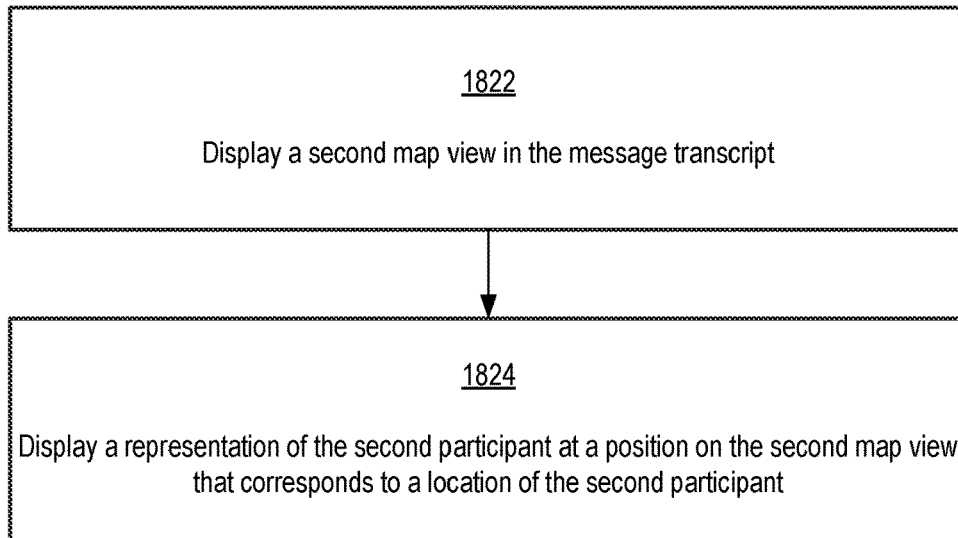 1822
Display a second map view in the message transcript
1824
Display a representation of the second participant at a position on the second map view
that corresponds to a location of the second participant